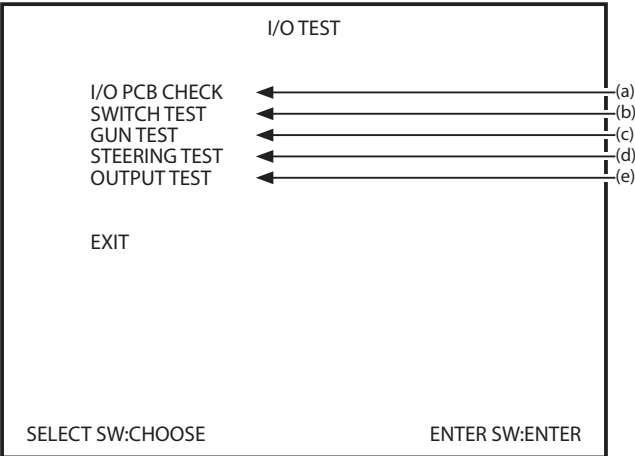 I/O TEST
I/O PCB CHECK (a)
SWITCH TEST (b)
GUN TEST (c)
STEERING TEST (d)
OUTPUT TEST (e)
EXIT
SELECT SW:CHOOSE ENTER SW:ENTER